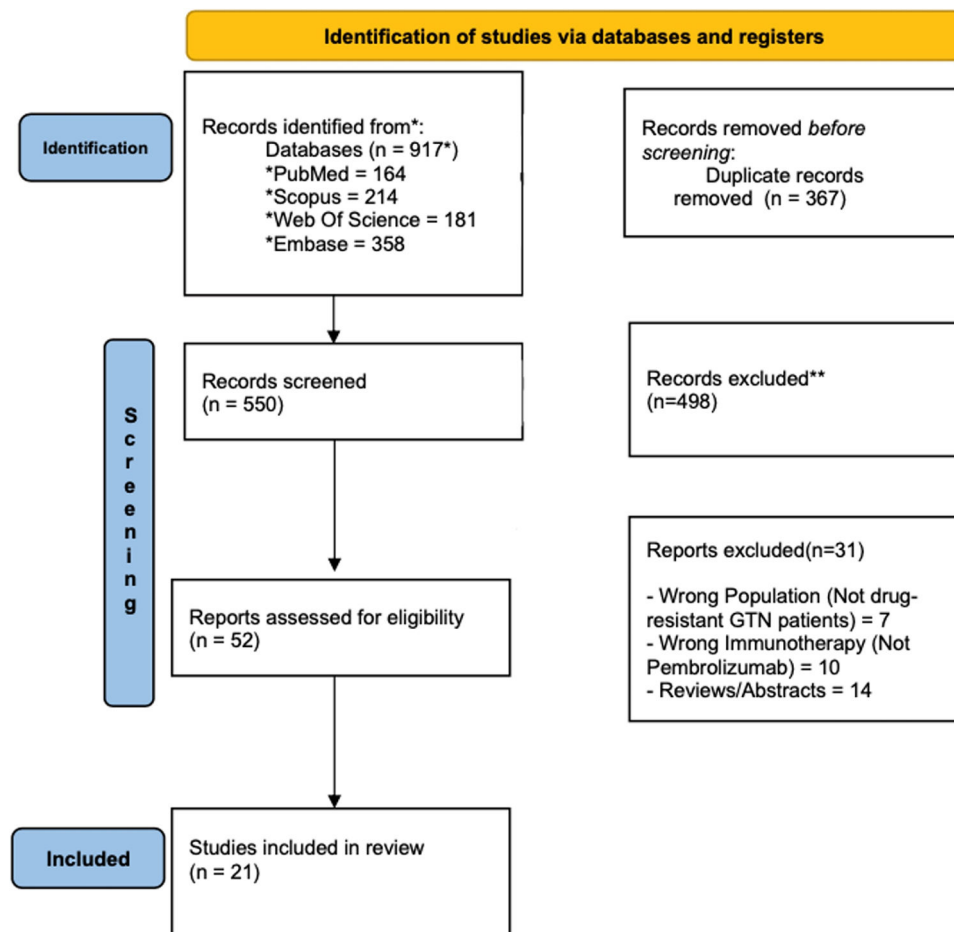 Identification of studies via databases and registers
Identification
Records identified from*:
Databases (n = 917*)
*PubMed = 164
*Scopus = 214
*Web Of Science = 181
*Embase = 358
Records removed before
screening:
Duplicate records
removed (n = 367)
Screening
Records screened
(n = 550)
Records excluded**
(n=498)
Reports assessed for eligibility
(n = 52)
Reports excluded(n=31)
- Wrong Population (Not drug-
resistant GTN patients) = 7
- Wrong Immunotherapy (Not
Pembrolizumab) = 10
- Reviews/Abstracts = 14
Included
Studies included in review
(n = 21)